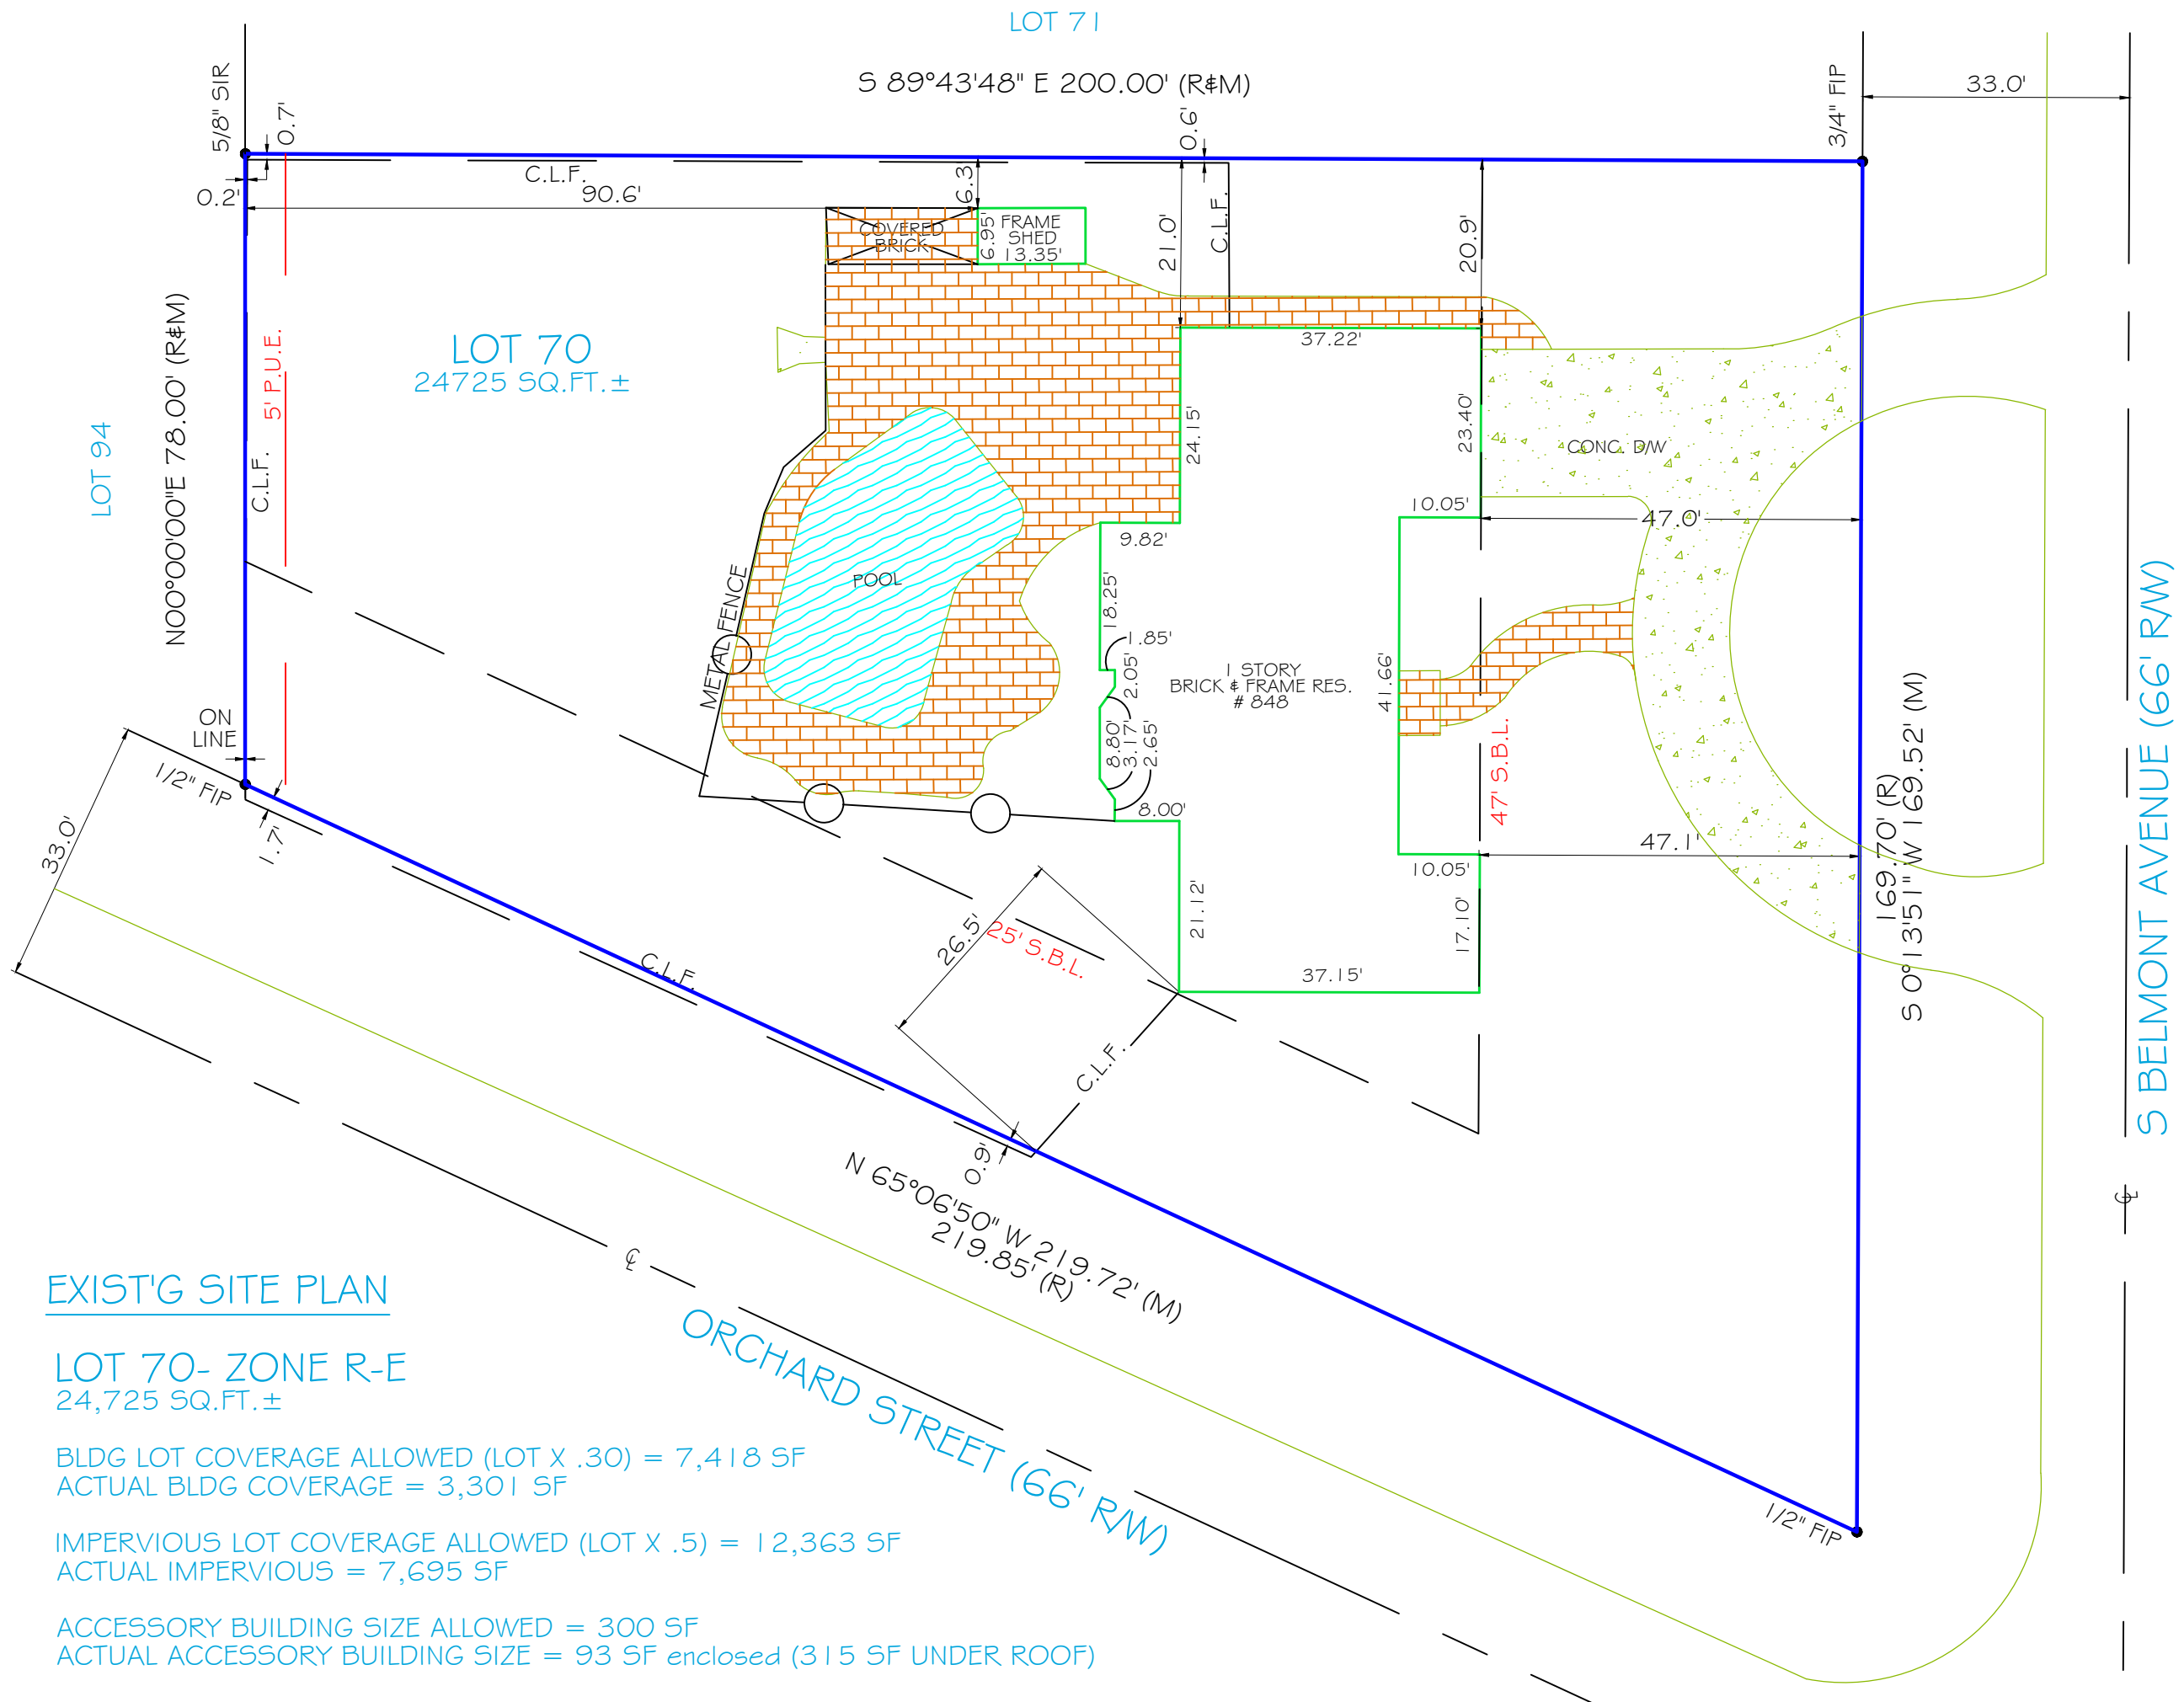 LOT 71
S 89°43'48" E 200.00' (R&M)
5/8" SIR
0.7'
0.6'
3/4" FIP
33.0'
C.L.F.
0.2'
90.6'
6.3'
COVERED
BRICK
6.95'
FRAME
SHED
13.35'
21.0'
C.L.F.
20.9'
LOT 94
N00°00'00"E 78.00' (R&M)
C.L.F.
5' P.U.E.
LOT 70
24725 SQ.FT.±
37.22'
24.15'
23.40'
CONC. D/W
10.05'
47.0'
9.82'
POOL
METAL FENCE
18.25'
1.85'
2.05'
1 STORY
BRICK & FRAME RES.
# 848
41.66'
8.80'
3.17'
2.65'
8.00'
47' S.B.L.
47.1'
10.05'
17.10'
21.12'
37.15'
169.70' (R)
S 0°13'51" W 169.52' (M)
S BELMONT AVENUE (66' R/W)
ON
LINE
1/2" FIP
33.0'
1.7'
C.L.F.
26.5'
25' S.B.L.
C.L.F.
0.9'
N 65°06'50" W 219.72' (M)
219.85' (R)
℄
℄
ORCHARD STREET (66' R/W)
1/2" FIP
EXIST'G SITE PLAN
LOT 70- ZONE R-E
24,725 SQ.FT.±
BLDG LOT COVERAGE ALLOWED (LOT X .30) = 7,418 SF
ACTUAL BLDG COVERAGE = 3,301 SF
IMPERVIOUS LOT COVERAGE ALLOWED (LOT X .5) = 12,363 SF
ACTUAL IMPERVIOUS = 7,695 SF
ACCESSORY BUILDING SIZE ALLOWED = 300 SF
ACTUAL ACCESSORY BUILDING SIZE = 93 SF enclosed (315 SF UNDER ROOF)